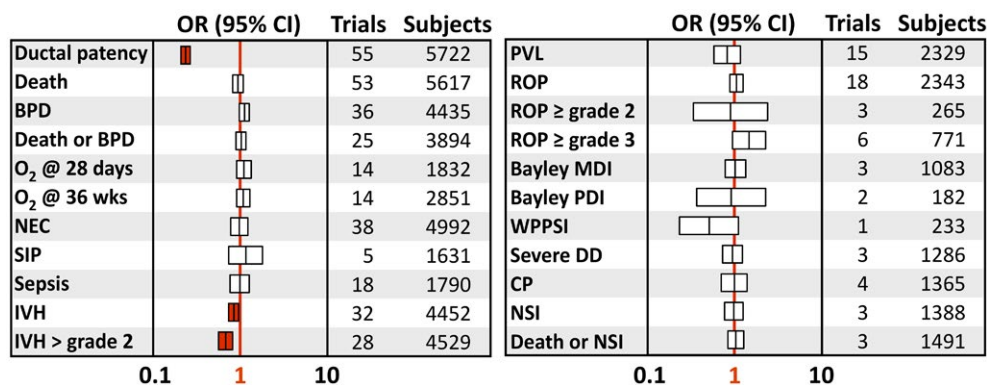 OR (95% CI) Trials Subjects
Ductal patency 55 5722
Death 53 5617
BPD 36 4435
Death or BPD 25 3894
O₂ @ 28 days 14 1832
O₂ @ 36 wks 14 2851
NEC 38 4992
SIP 5 1631
Sepsis 18 1790
IVH 32 4452
IVH > grade 2 28 4529
0.1 1 10
OR (95% CI) Trials Subjects
PVL 15 2329
ROP 18 2343
ROP ≥ grade 2 3 265
ROP ≥ grade 3 6 771
Bayley MDI 3 1083
Bayley PDI 2 182
WPPSI 1 233
Severe DD 3 1286
CP 4 1365
NSI 3 1388
Death or NSI 3 1491
0.1 1 10